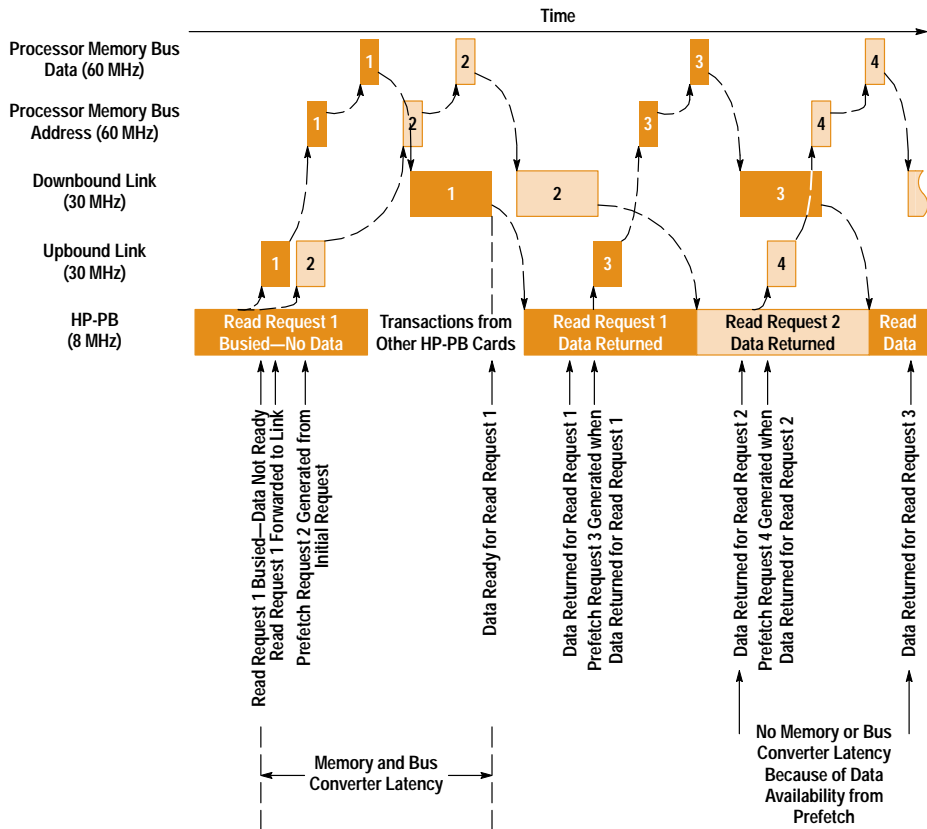 Time
Processor Memory Bus
Data (60 MHz)
1
2
3
4
Processor Memory Bus
Address (60 MHz)
1
2
3
4
Downbound Link
(30 MHz)
1
2
3
Upbound Link
(30 MHz)
1
2
3
4
HP-PB
(8 MHz)
Read Request 1
Busied—No Data
Transactions from
Other HP-PB Cards
Read Request 1
Data Returned
Read Request 2
Data Returned
Read
Data
Read Request 1 Busied—Data Not Ready
Read Request 1 Forwarded to Link
Prefetch Request 2 Generated from
Initial Request
Data Ready for Read Request 1
Data Returned for Read Request 1
Prefetch Request 3 Generated when
Data Returned for Read Request 1
Data Returned for Read Request 2
Prefetch Request 4 Generated when
Data Returned for Read Request 2
Data Returned for Read Request 3
Memory and Bus
Converter Latency
No Memory or Bus
Converter Latency
Because of Data
Availability from
Prefetch